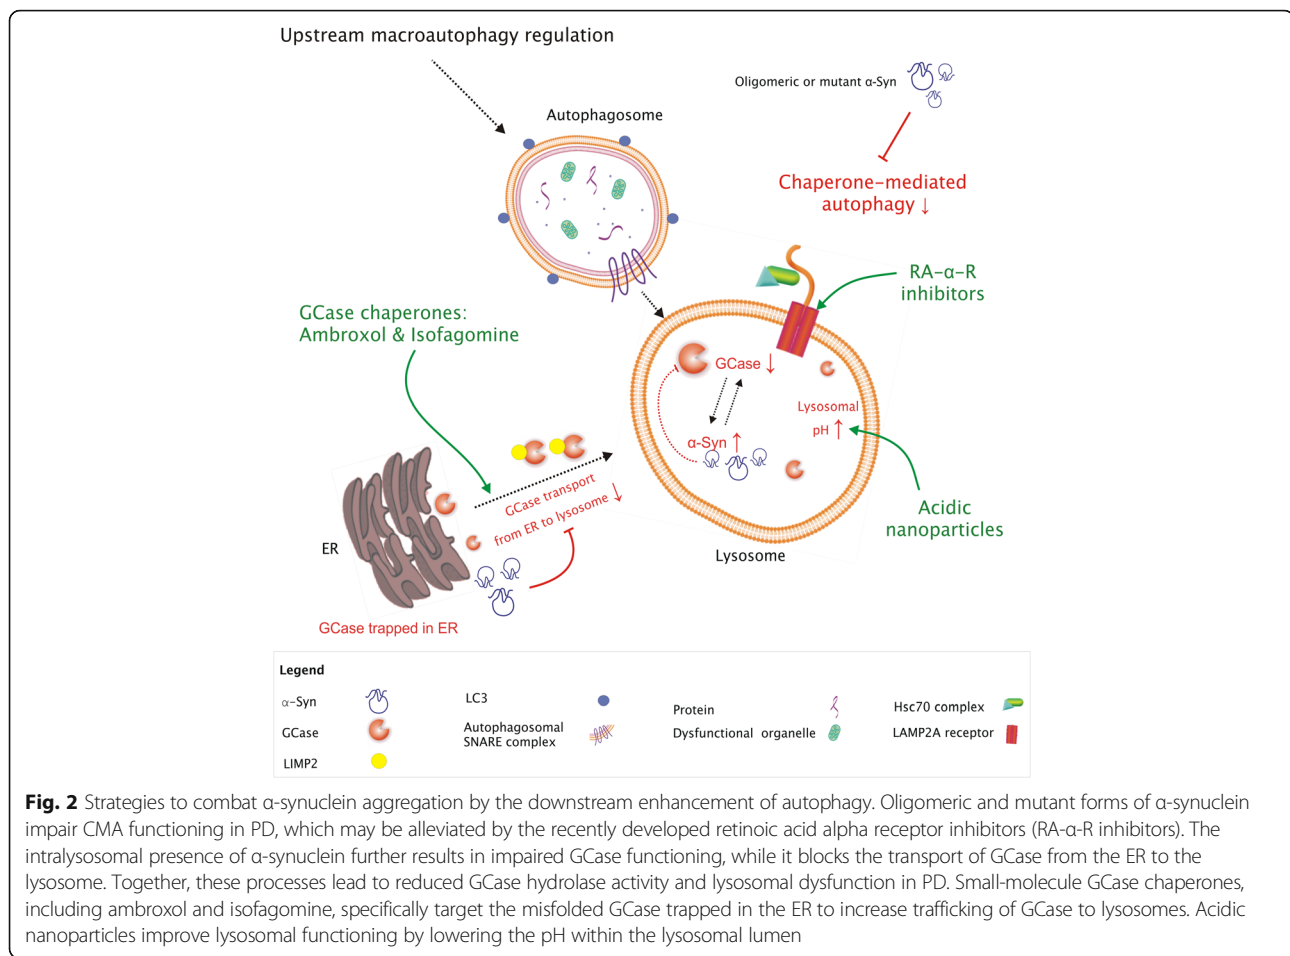 Upstream macroautophagy regulation
Oligomeric or mutant α-Syn
Autophagosome
Chaperone-mediated
autophagy ↓
RA-α-R
inhibitors
GCase chaperones:
Ambroxol & Isofagomine
GCase ↓
Lysosomal
pH ↑
α-Syn ↑
GCase transport
from ER to lysosome ↓
Acidic
nanoparticles
ER
Lysosome
GCase trapped in ER
Legend
α-Syn
GCase
LIMP2
LC3
Autophagosomal
SNARE complex
Protein
Dysfunctional organelle
Hsc70 complex
LAMP2A receptor
Fig. 2 Strategies to combat α-synuclein aggregation by the downstream enhancement of autophagy. Oligomeric and mutant forms of α-synuclein
impair CMA functioning in PD, which may be alleviated by the recently developed retinoic acid alpha receptor inhibitors (RA-α-R inhibitors). The
intralysosomal presence of α-synuclein further results in impaired GCase functioning, while it blocks the transport of GCase from the ER to the
lysosome. Together, these processes lead to reduced GCase hydrolase activity and lysosomal dysfunction in PD. Small-molecule GCase chaperones,
including ambroxol and isofagomine, specifically target the misfolded GCase trapped in the ER to increase trafficking of GCase to lysosomes. Acidic
nanoparticles improve lysosomal functioning by lowering the pH within the lysosomal lumen